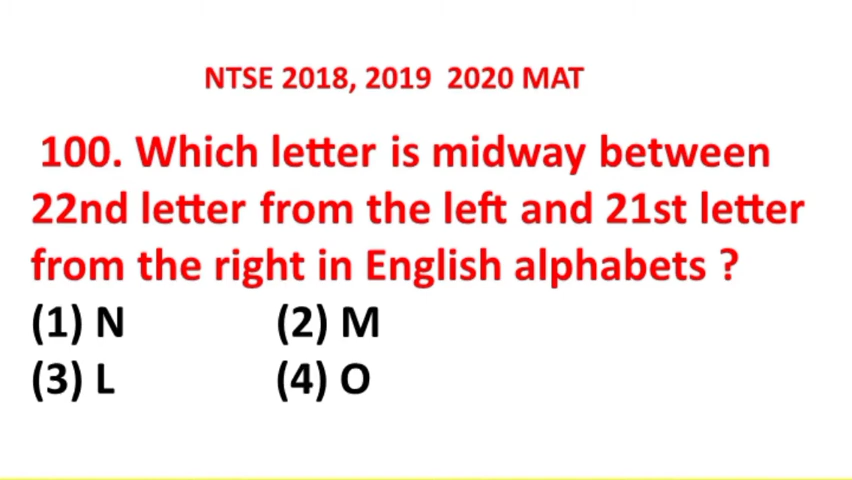 NTSE 2018, 2019 2020 MAT
100. Which letter is midway between
22nd letter from the left and 21st letter
from the right in English alphabets ?
(1) N (2) M
(3) L (4) O